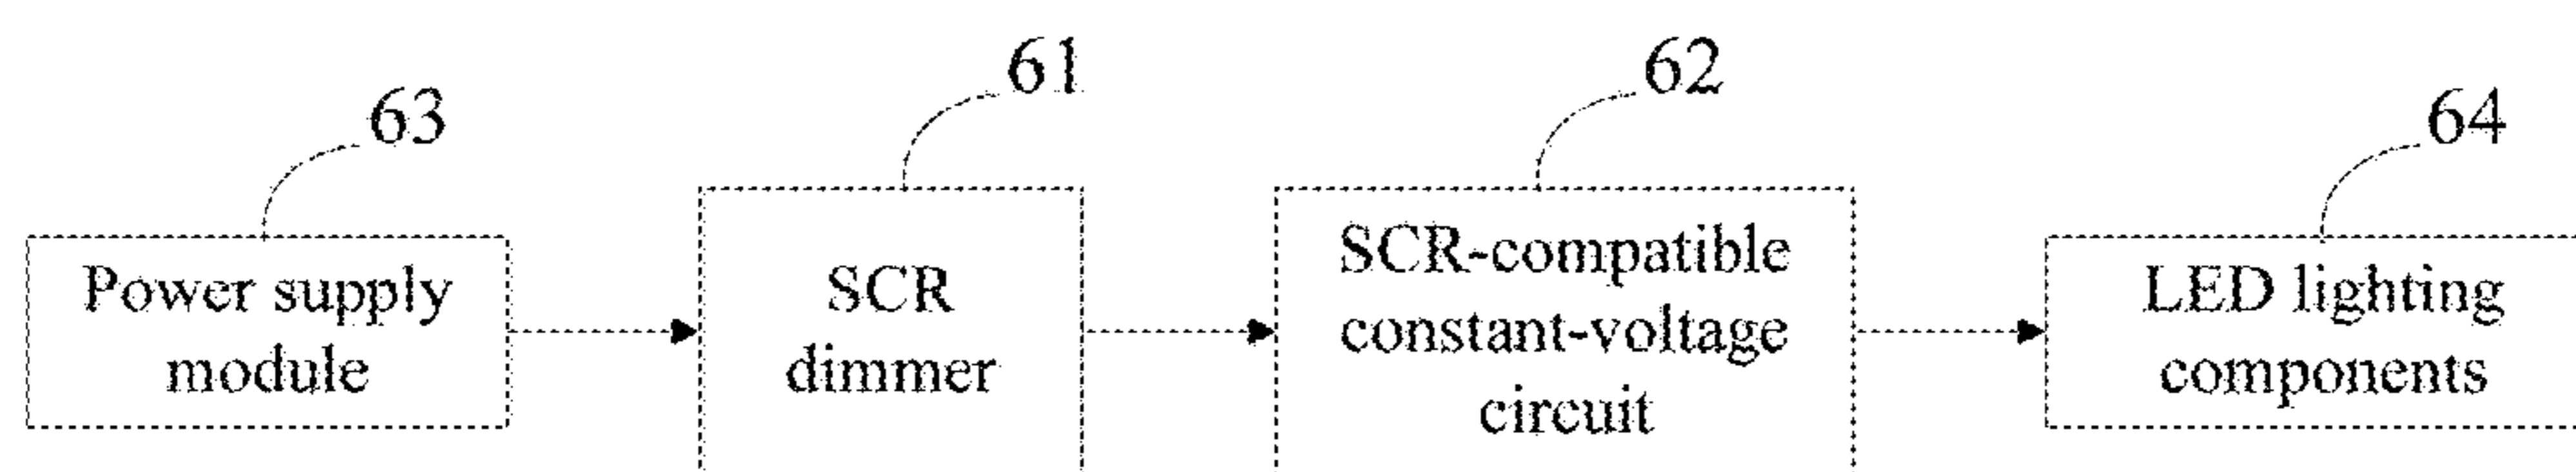 63
61
62
64
Power supply
module
SCR
dimmer
SCR-compatible
constant-voltage
circuit
LED lighting
components